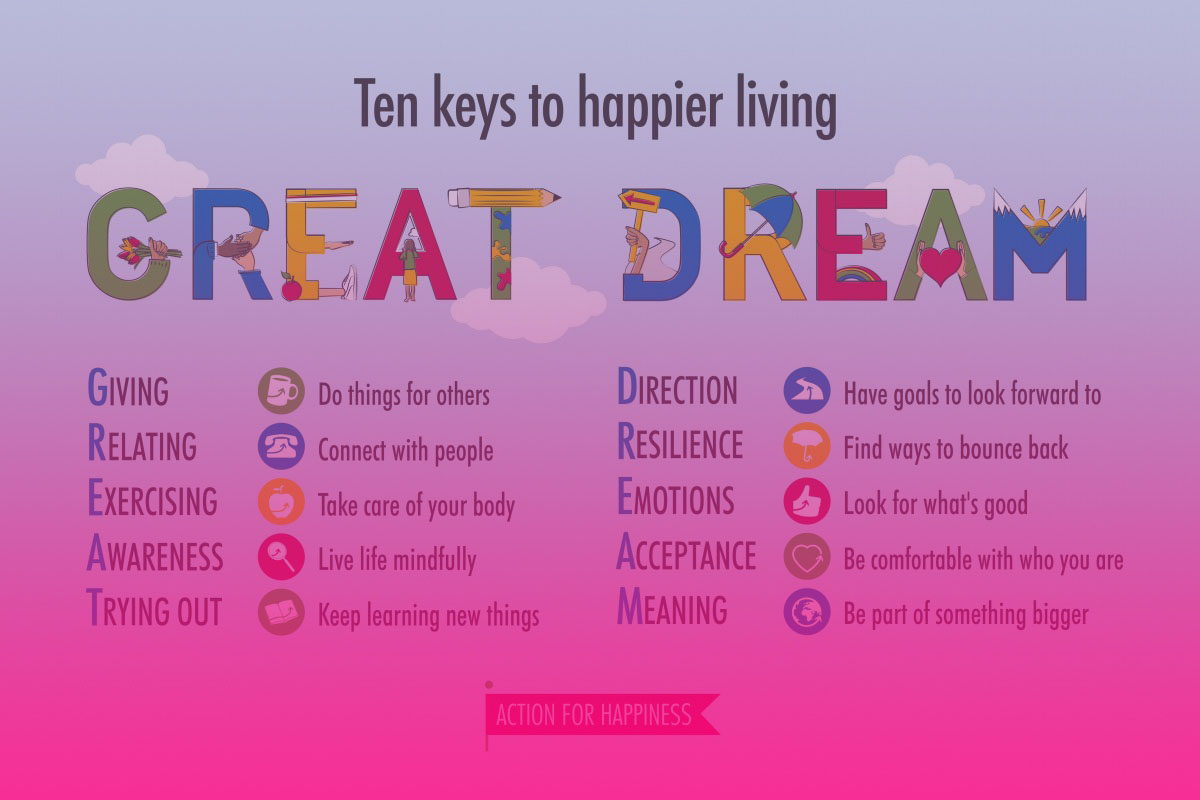 Ten keys to happier living
GREAT DREAM
GIVING Do things for others
RELATING Connect with people
EXERCISING Take care of your body
AWARENESS Live life mindfully
TRYING OUT Keep learning new things
DIRECTION Have goals to look forward to
RESILIENCE Find ways to bounce back
EMOTIONS Look for what's good
ACCEPTANCE Be comfortable with who you are
MEANING Be part of something bigger
ACTION FOR HAPPINESS